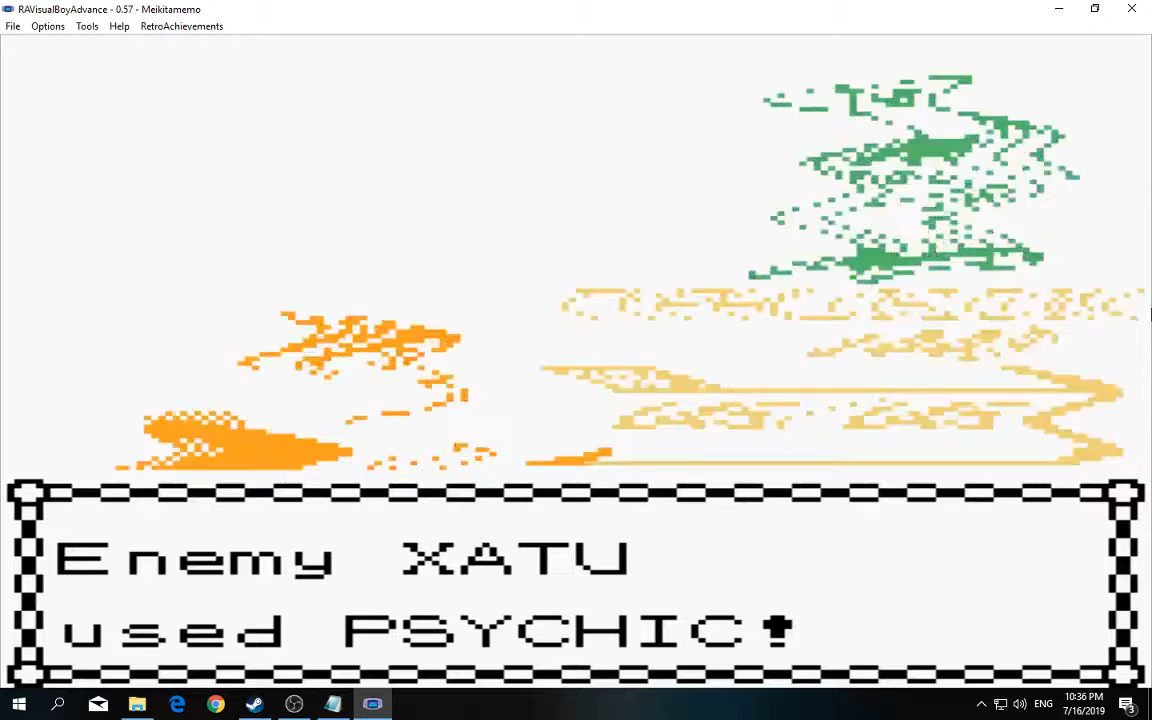 RAVisualBoyAdvance - 0.57 - Meikitamemo
File Options Tools Help RetroAchievements
Enemy XATU
used PSYCHIC!
ENG
10:36 PM
7/16/2019
3